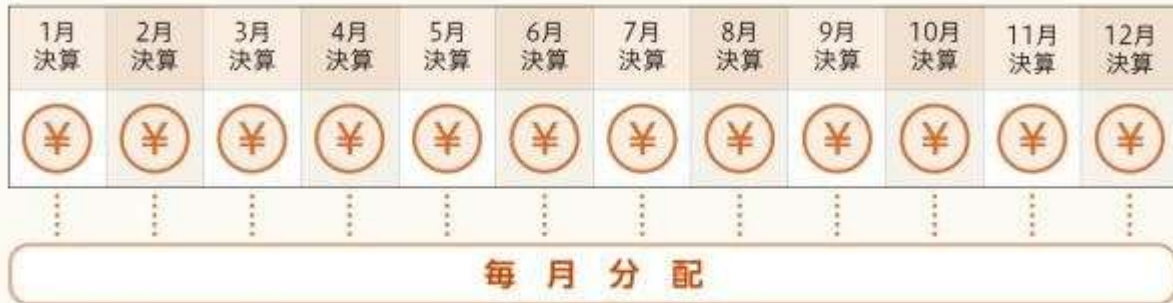 1月 2月 3月 4月 5月 6月 7月 8月 9月 10月 11月 12月
決算 決算 決算 決算 決算 決算 決算 決算 決算 決算 決算 決算
¥ ¥ ¥ ¥ ¥ ¥ ¥ ¥ ¥ ¥ ¥ ¥
毎月分配